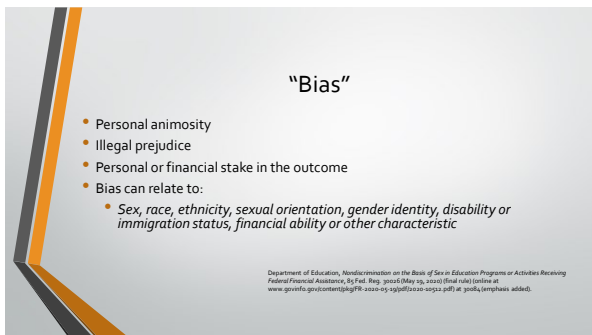 “Bias”
• Personal animosity
• Illegal prejudice
• Personal or financial stake in the outcome
• Bias can relate to:
• Sex, race, ethnicity, sexual orientation, gender identity, disability or
immigration status, financial ability or other characteristic
Department of Education, Nondiscrimination on the Basis of Sex in Education Programs or Activities Receiving
Federal Financial Assistance, 85 Fed. Reg. 30026 (May 19, 2020) (final rule) (online at
www.govinfo.gov/content/pkg/FR-2020-05-19/pdf/2020-10512.pdf) at 30084 (emphasis added).